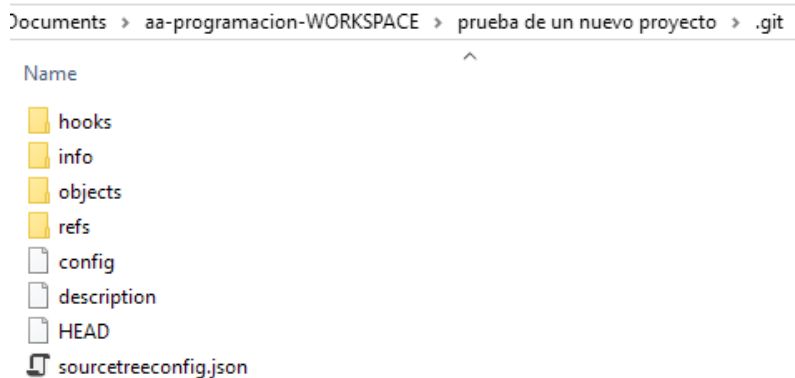 Documents > aa-programacion-WORKSPACE > prueba de un nuevo proyecto > .git
Name
hooks
info
objects
refs
config
description
HEAD
sourcetreeconfig.json